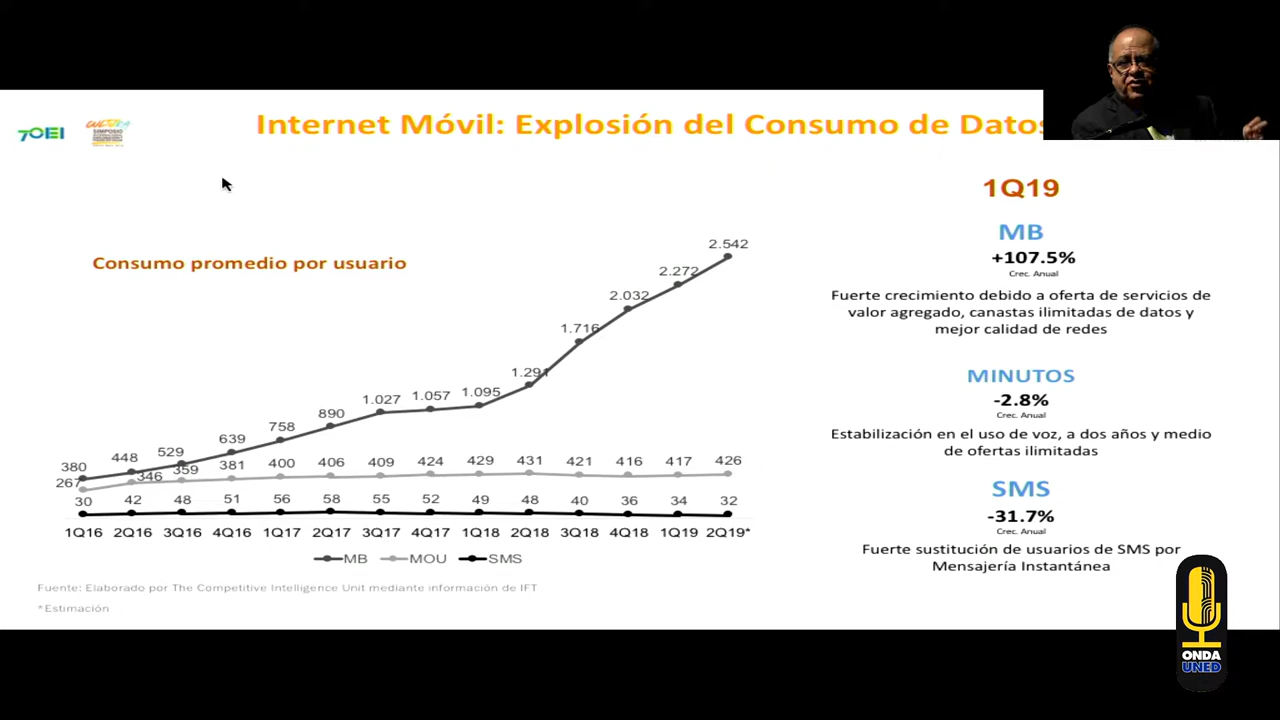 7OEI
CULTURA
SIMPOSIO
Internet Móvil: Explosión del Consumo de Datos
Consumo promedio por usuario
2.542
2.272
2.032
1.716
1.291
1.095
1.057
1.027
890
758
639
529
448
380
267 346 359 381 400 406 409 424 429 431 421 416 417 426
30 42 48 51 56 58 55 52 49 48 40 36 34 32
1Q16 2Q16 3Q16 4Q16 1Q17 2Q17 3Q17 4Q17 1Q18 2Q18 3Q18 4Q18 1Q19 2Q19*
MB MOU SMS
Fuente: Elaborado por The Competitive Intelligence Unit mediante información de IFT
*Estimación
1Q19
MB
+107.5%
Crec. Anual
Fuerte crecimiento debido a oferta de servicios de
valor agregado, canastas ilimitadas de datos y
mejor calidad de redes
MINUTOS
-2.8%
Crec. Anual
Estabilización en el uso de voz, a dos años y medio
de ofertas ilimitadas
SMS
-31.7%
Crec. Anual
Fuerte sustitución de usuarios de SMS por
Mensajería Instantánea
ONDA
UNED